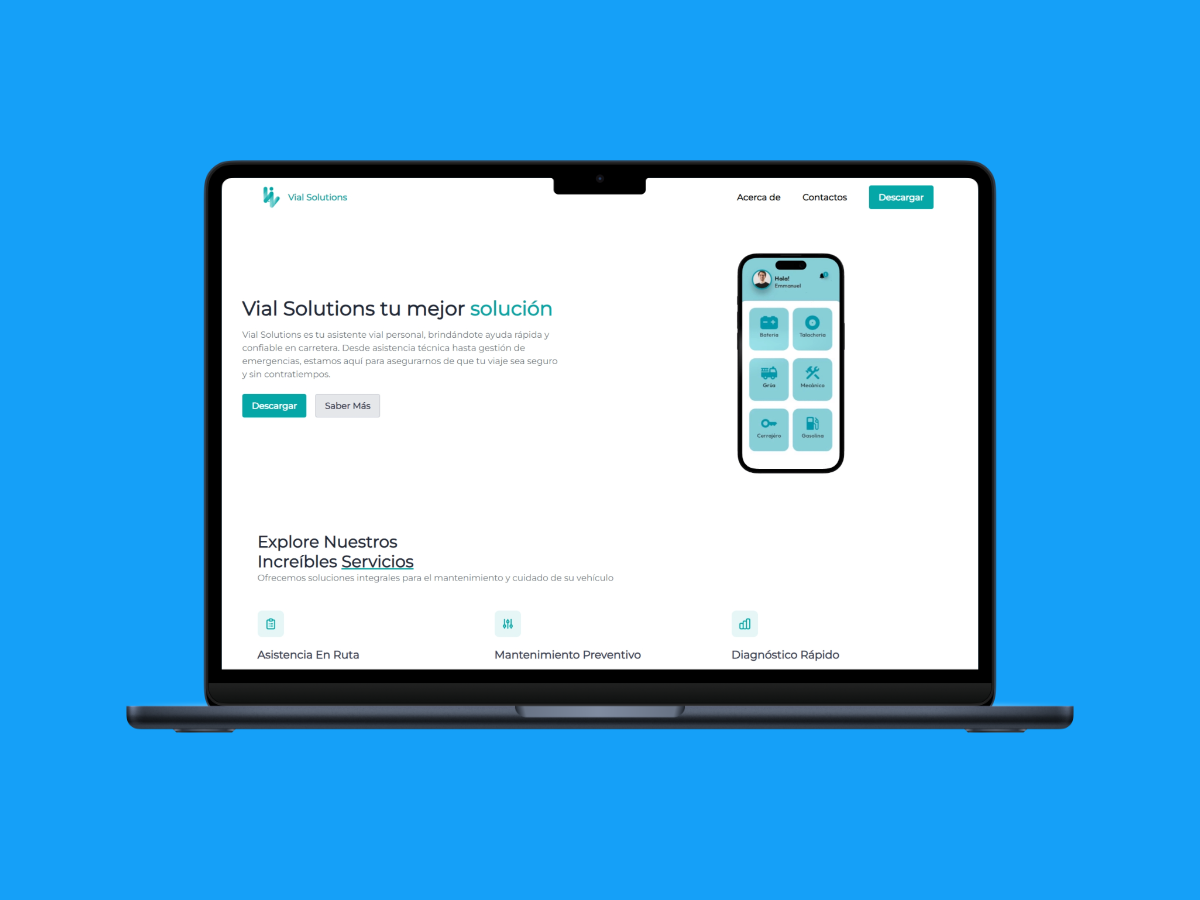 Vial Solutions
Acerca de
Contactos
Descargar
Vial Solutions tu mejor solución
Vial Solutions es tu asistente vial personal, brindándote ayuda rápida y
confiable en carretera. Desde asistencia técnica hasta gestión de
emergencias, estamos aquí para asegurarnos de que tu viaje sea seguro
y sin contratiempos.
Descargar
Saber Más
Hola!
Emmanuel
Batería
Talachería
Grúa
Mecánico
Cerrajero
Gasolina
Explore Nuestros
Increíbles Servicios
Ofrecemos soluciones integrales para el mantenimiento y cuidado de su vehículo
Asistencia En Ruta
Mantenimiento Preventivo
Diagnóstico Rápido